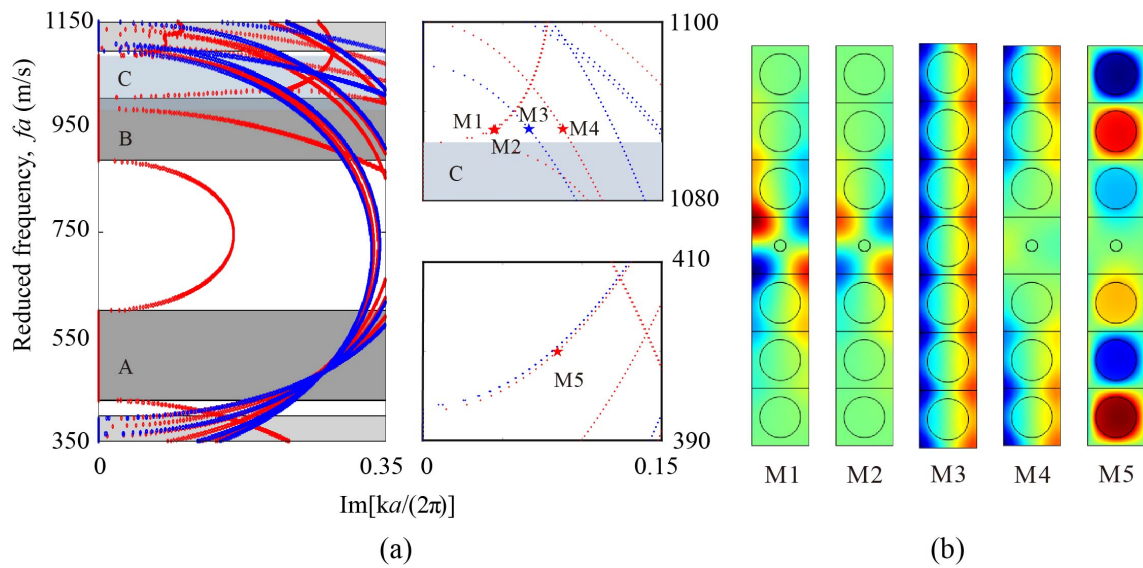 1150
950
750
550
350
Reduced frequency, fa (m/s)
C
B
A
0
0.35
1100
1080
M1
M2
M3
M4
C
410
390
M5
0
0.15
Im[ka/(2π)]
(a)
M1 M2 M3 M4 M5
(b)